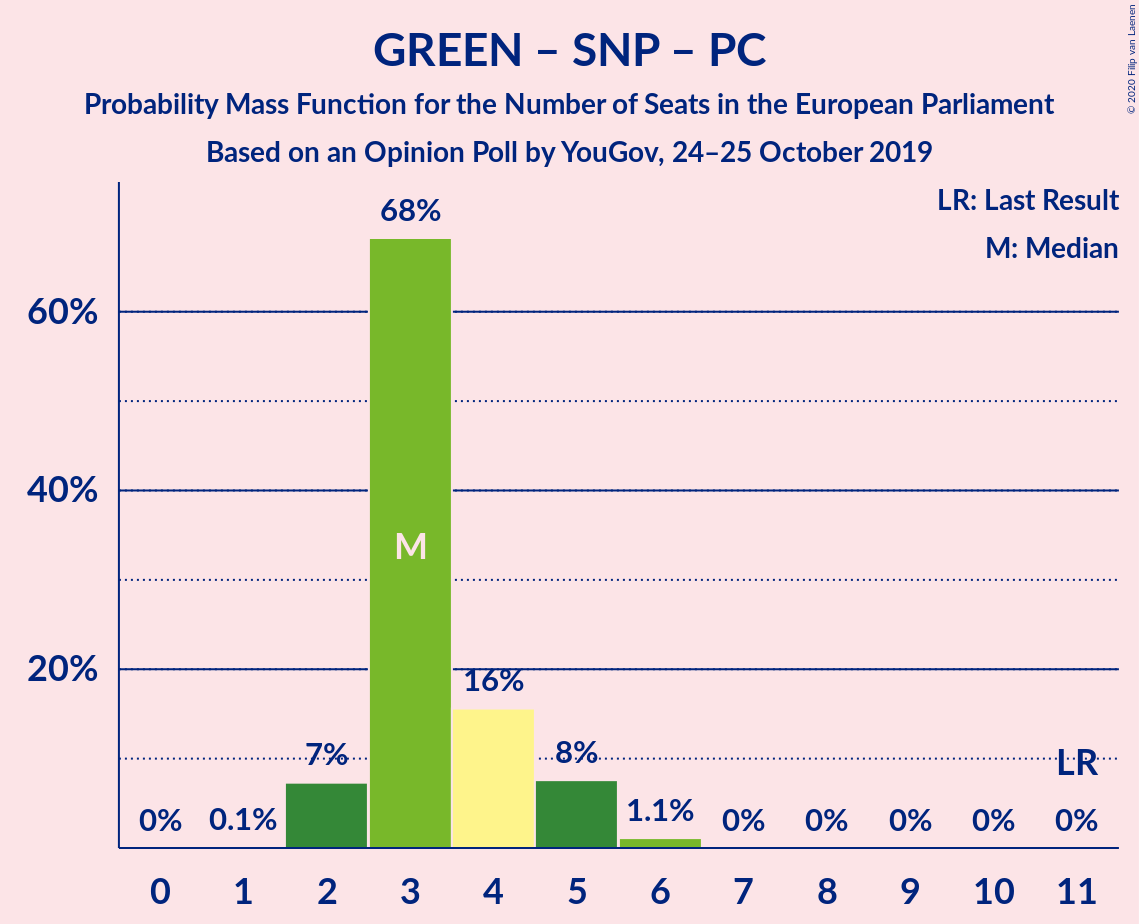 GREEN – SNP – PC
Probability Mass Function for the Number of Seats in the European Parliament
Based on an Opinion Poll by YouGov, 24–25 October 2019
© 2020 Filip van Laenen
LR: Last Result
M: Median
68%
60%
40%
M
20%
16%
7%
8%
LR
0%
0.1%
1.1%
0%
0%
0%
0%
0%
0 1 2 3 4 5 6 7 8 9 10 11